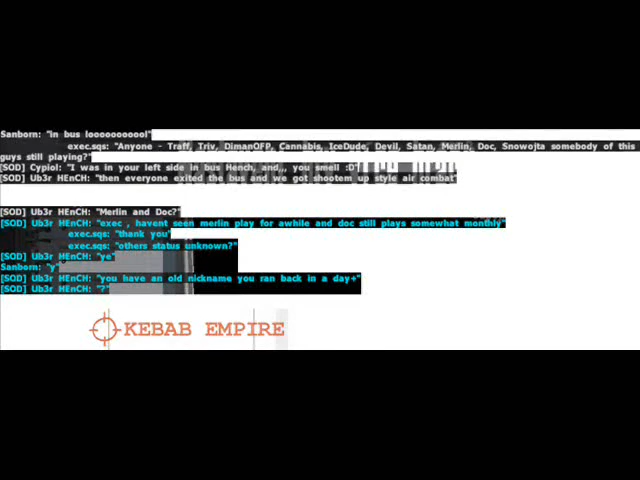 Sanborn: "in bus loooooooool"
exec.sqs: "Anyone - Traff, Triv, DimanOFP, Cannabis, IceDude, Devil, Satan, Merlin, Doc, Snowojta somebody of this
guys still playing?"
[SOD] Cypiol: "I was in your left side in bus Hench, and,,, you smell :D"
[SOD] Ub3r HEnCH: "then everyone exited the bus and we got shootem up style air combat"
[SOD] Ub3r HEnCH: "Merlin and Doc?"
[SOD] Ub3r HEnCH: "exec , havent seen merlin play for awhile and doc still plays somewhat monthly"
exec.sqs: "thank you"
exec.sqs: "others status unknown?"
[SOD] Ub3r HEnCH: "ye"
Sanborn: "y"
[SOD] Ub3r HEnCH: "you have an old nickname you ran back in a day+"
[SOD] Ub3r HEnCH: "?"
KEBAB EMPIRE